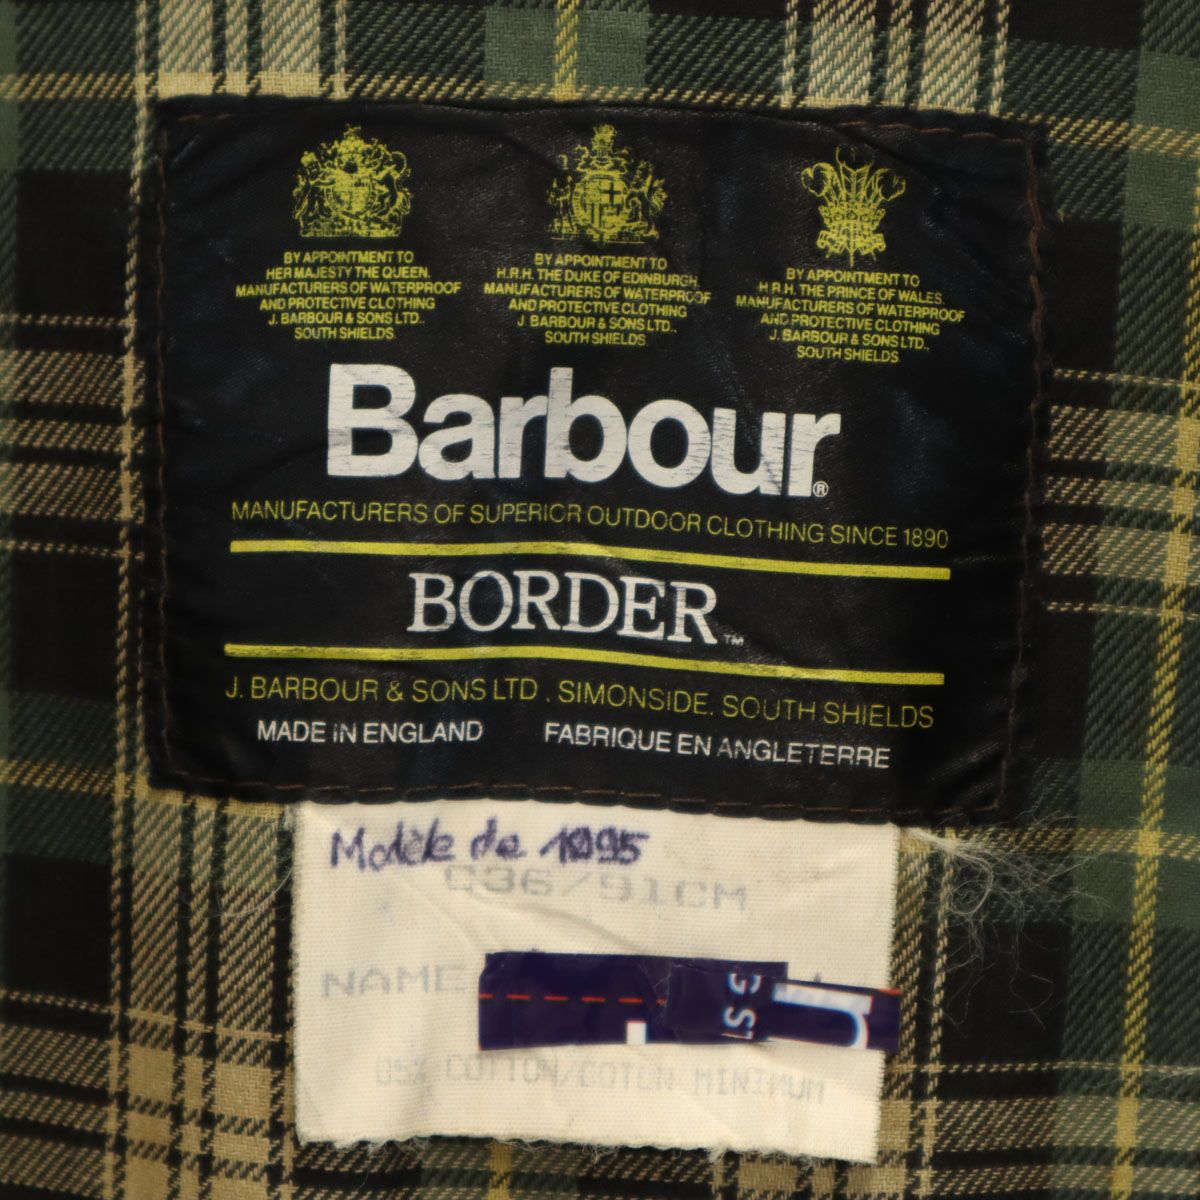 BY APPOINTMENT TO
HER MAJESTY THE QUEEN.
MANUFACTURERS OF WATERPROOF
AND PROTECTIVE CLOTHING
J. BARBOUR & SONS LTD.,
SOUTH SHIELDS.
BY APPOINTMENT TO
H.R.H. THE DUKE OF EDINBURGH.
MANUFACTURERS OF WATERPROOF
AND PROTECTIVE CLOTHING
J. BARBOUR & SONS LTD.,
SOUTH SHIELDS.
BY APPOINTMENT TO
H.R.H. THE PRINCE OF WALES.
MANUFACTURERS OF WATERPROOF
AND PROTECTIVE CLOTHING
J. BARBOUR & SONS LTD.,
SOUTH SHIELDS.
Barbour®
MANUFACTURERS OF SUPERIOR OUTDOOR CLOTHING SINCE 1890
BORDER™
J. BARBOUR & SONS LTD. SIMONSIDE. SOUTH SHIELDS
MADE IN ENGLAND FABRIQUE EN ANGLETERRE
Modèle de 1995
C36/91CM
NAME
COTTON/COTON MINIMUM